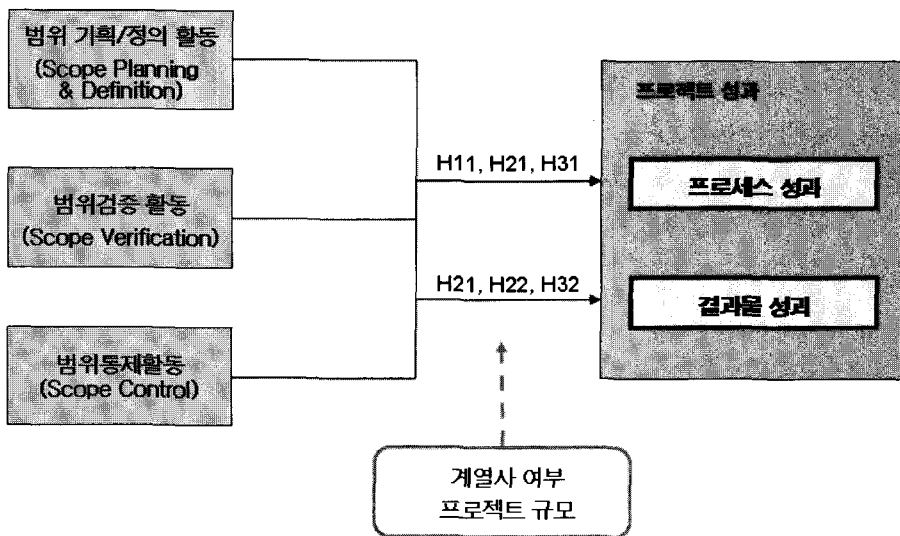 범위 기획/정의 활동
(Scope Planning
& Definition)
범위검증 활동
(Scope Verification)
범위통제활동
(Scope Control)
H11, H21, H31
H21, H22, H32
프로젝트 성과
프로세스 성과
결과물 성과
계열사 여부
프로젝트 규모